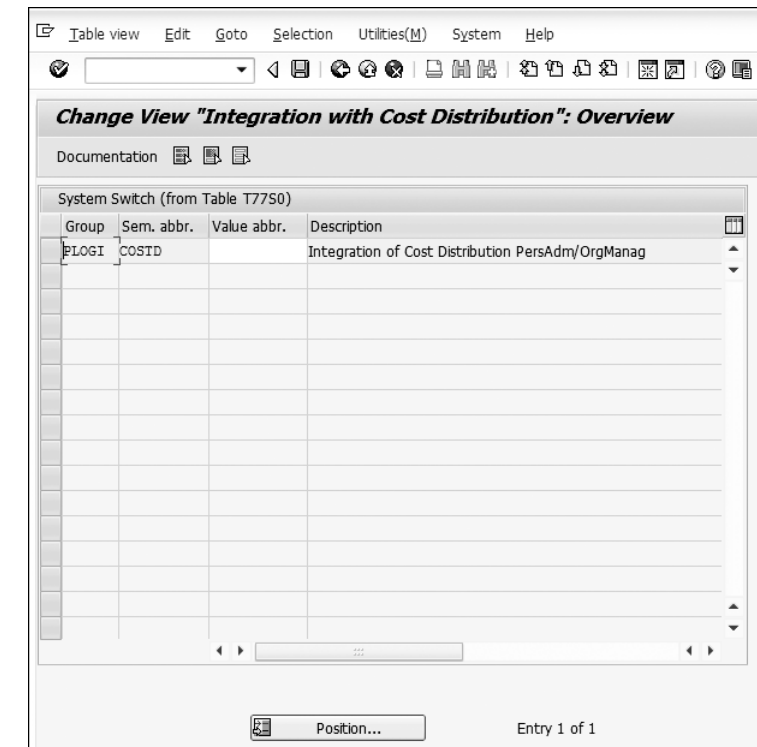 Table view Edit Goto Selection Utilities(M) System Help
Change View "Integration with Cost Distribution": Overview
Documentation
System Switch (from Table T77S0)
Group Sem. abbr. Value abbr. Description
PLOGI COSTD Integration of Cost Distribution PersAdm/OrgManag
Position... Entry 1 of 1